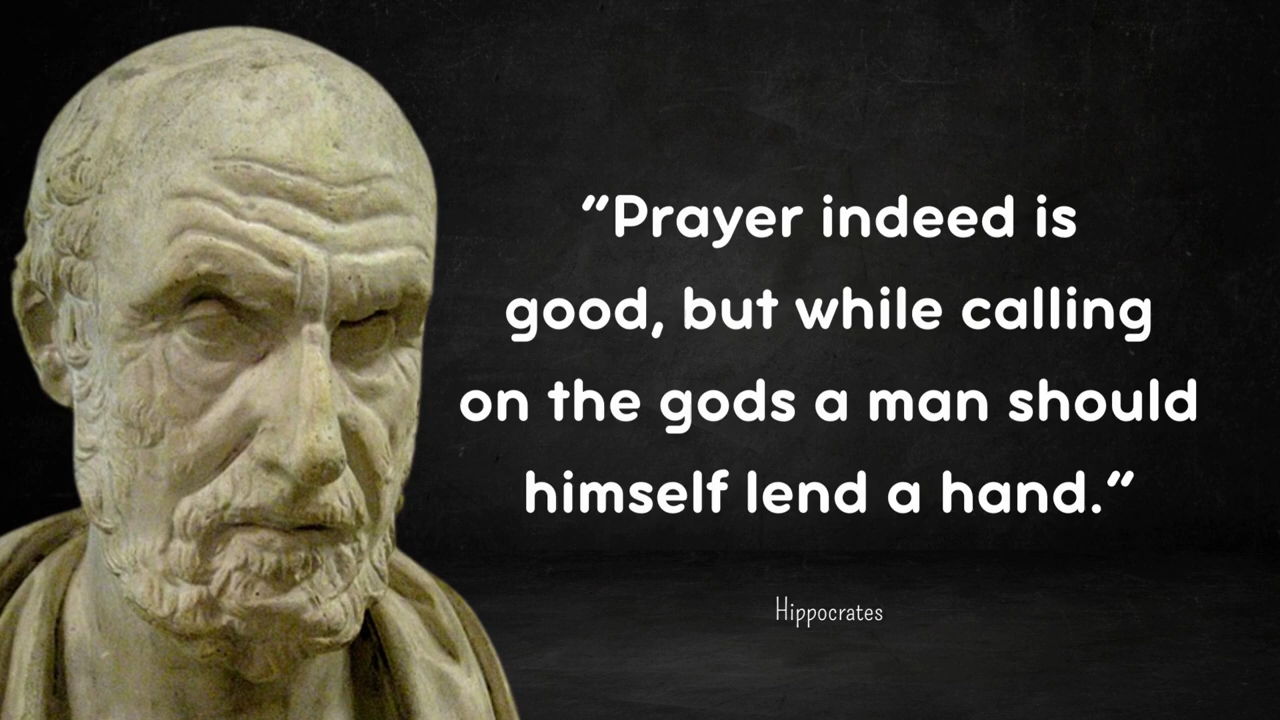 “Prayer indeed is
good, but while calling
on the gods a man should
himself lend a hand.”
Hippocrates